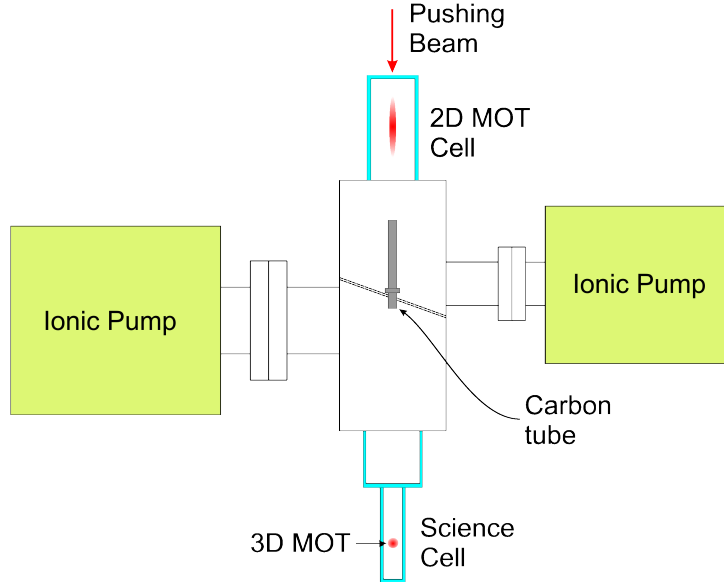 Pushing
Beam
2D MOT
Cell
Ionic Pump
Ionic Pump
Carbon
tube
3D MOT
Science
Cell